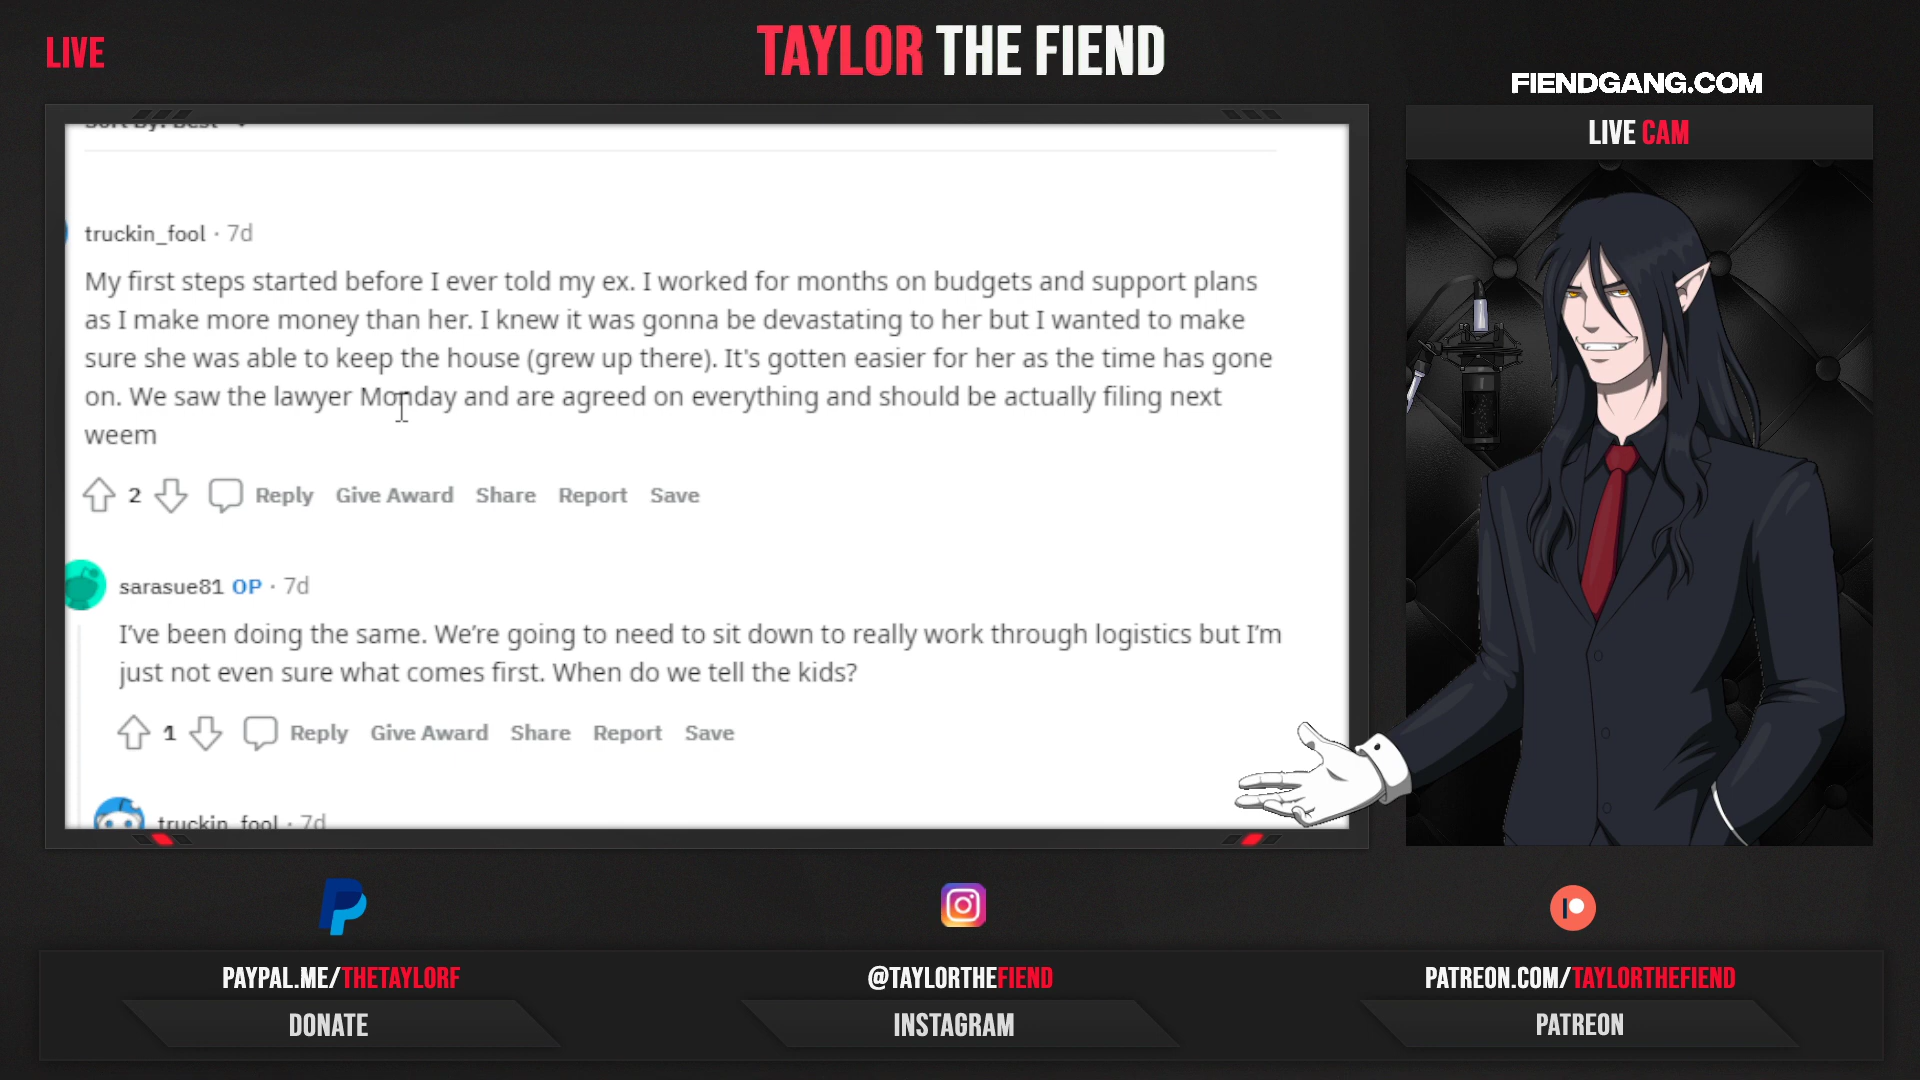 LIVE
TAYLOR THE FIEND
FIENDGANG.COM
LIVE CAM
Sort By: Best
truckin_fool · 7d
My first steps started before I ever told my ex. I worked for months on budgets and support plans
as I make more money than her. I knew it was gonna be devastating to her but I wanted to make
sure she was able to keep the house (grew up there). It's gotten easier for her as the time has gone
on. We saw the lawyer Monday and are agreed on everything and should be actually filing next
weem
2 Reply Give Award Share Report Save
sarasue81 OP · 7d
I've been doing the same. We're going to need to sit down to really work through logistics but I'm
just not even sure what comes first. When do we tell the kids?
1 Reply Give Award Share Report Save
truckin_fool · 7d
PAYPAL.ME/THETAYLORF
DONATE
@TAYLORTHEFIEND
INSTAGRAM
PATREON.COM/TAYLORTHEFIEND
PATREON